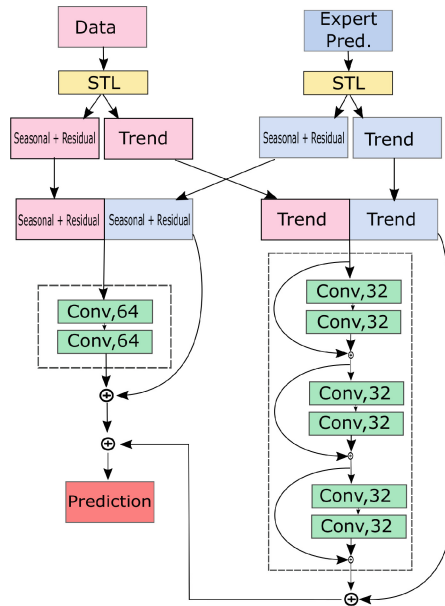 Data
Expert
Pred.
STL
STL
Seasonal + Residual
Trend
Seasonal + Residual
Trend
Seasonal + Residual
Seasonal + Residual
Trend
Trend
Conv,64
Conv,64
Conv,32
Conv,32
Conv,32
Conv,32
Conv,32
Conv,32
Prediction